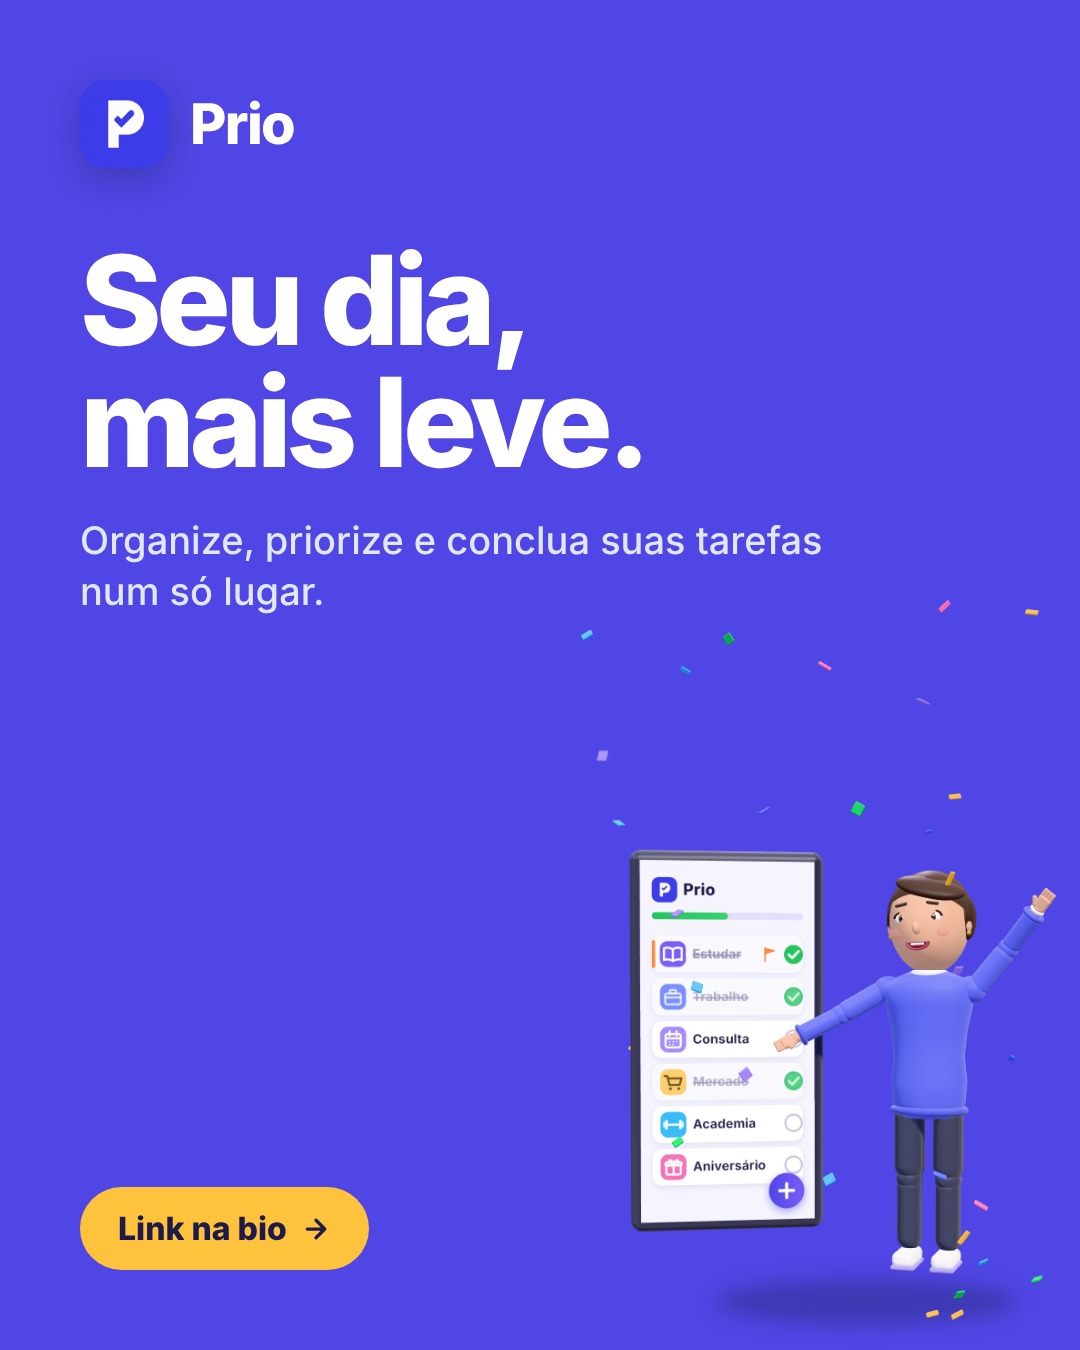 Prio
Seu dia,
mais leve.
Organize, priorize e conclua suas tarefas
num só lugar.
Prio
Estudar
Trabalho
Consulta
Mercado
Academia
Aniversário
Link na bio →